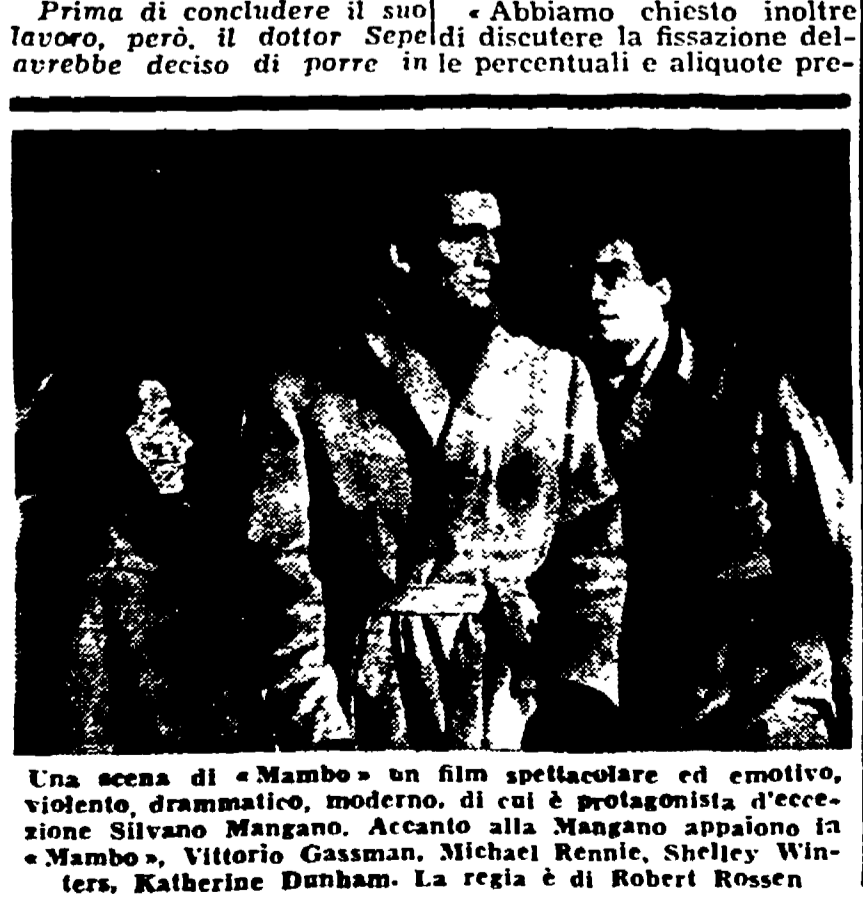 Prima di concludere il suo
lavoro, però, il dottor Sepe
avrebbe deciso di porre in
« Abbiamo chiesto inoltre
di discutere la fissazione del-
le percentuali e aliquote pre-
Una scena di « Mambo » un film spettacolare ed emotivo,
violento, drammatico, moderno, di cui è protagonista d'ecce-
zione Silvano Mangano. Accanto alla Mangano appaiono in
« Mambo », Vittorio Gassman, Michael Rennie, Shelley Win-
ters, Katherine Dunham. La regia è di Robert Rossen